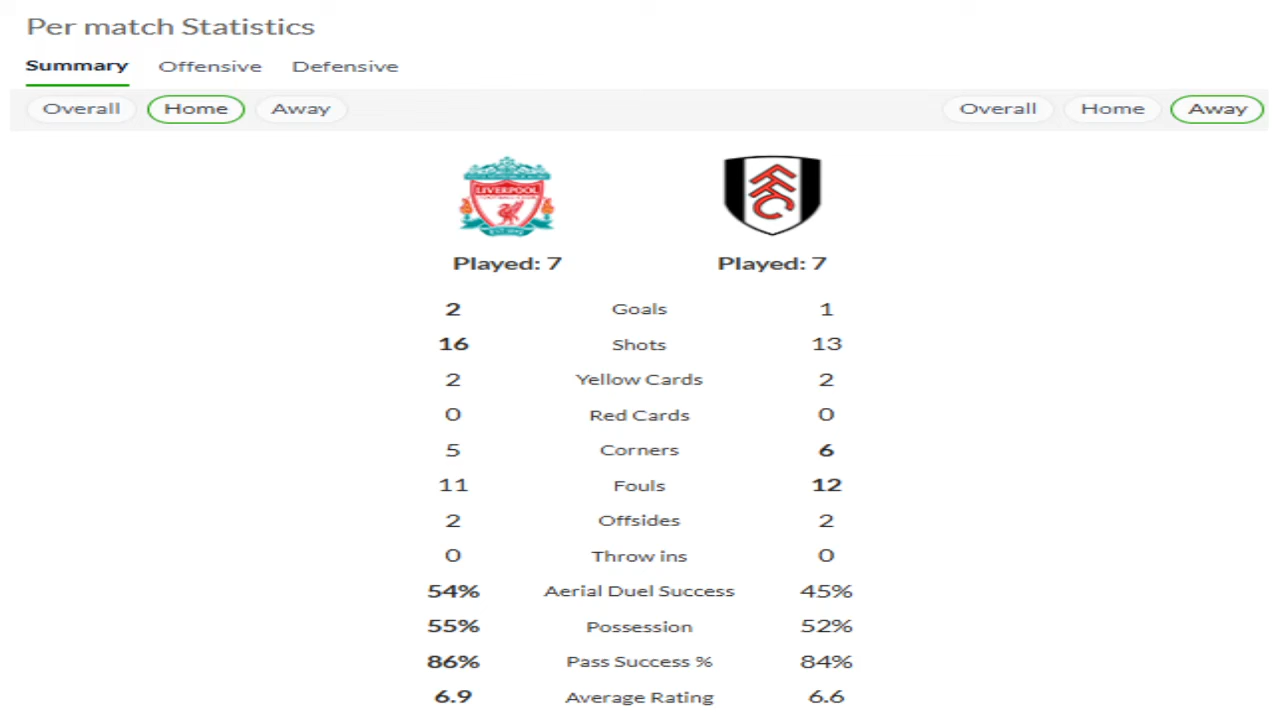 Per match Statistics
Summary Offensive Defensive
Overall Home Away Overall Home Away
LIVERPOOL
FOOTBALL CLUB
FFC
Played: 7 Played: 7
2 Goals 1
16 Shots 13
2 Yellow Cards 2
0 Red Cards 0
5 Corners 6
11 Fouls 12
2 Offsides 2
0 Throw ins 0
54% Aerial Duel Success 45%
55% Possession 52%
86% Pass Success % 84%
6.9 Average Rating 6.6